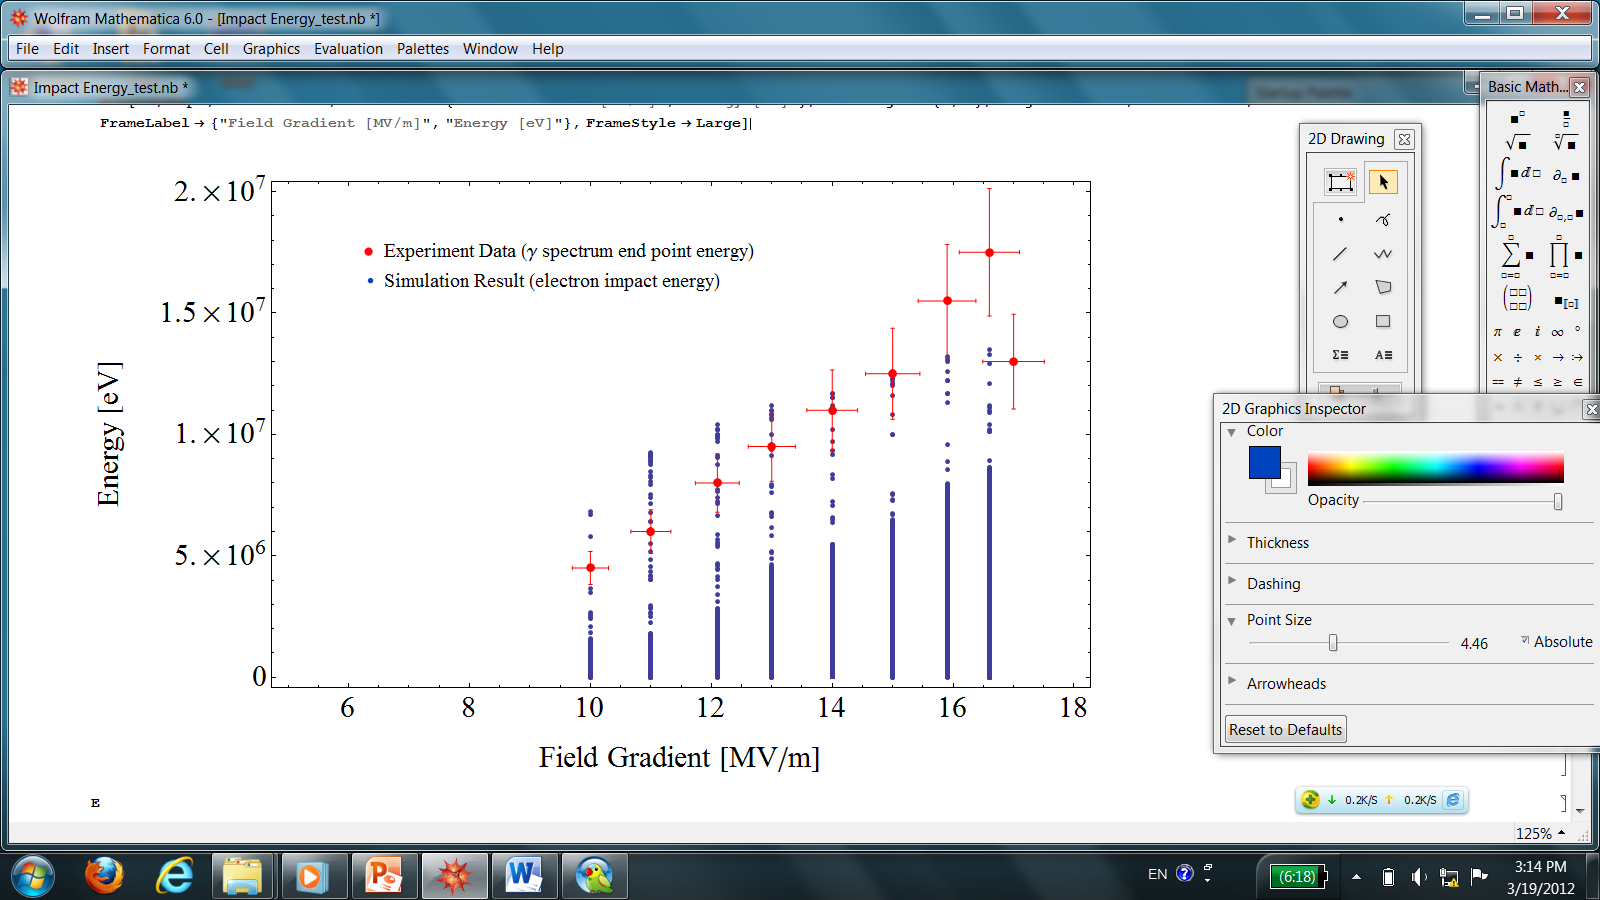 Wolfram Mathematica 6.0 - [Impact Energy_test.nb *]
File Edit Insert Format Cell Graphics Evaluation Palettes Window Help
Impact Energy_test.nb *
Basic Math...
FrameLabel → {"Field Gradient [MV/m]", "Energy [eV]"}, FrameStyle → Large]
2D Drawing
2.×10^7
1.5×10^7
1.×10^7
5.×10^6
0
Energy [eV]
Experiment Data (γ spectrum end point energy)
Simulation Result (electron impact energy)
6 8 10 12 14 16 18
Field Gradient [MV/m]
E
π e i ∞ °
× ÷ × → :→
== ≠ ≤ ≥ ∈
Σ≡ A≡
2D Graphics Inspector
Color
Opacity
Thickness
Dashing
Point Size
4.46 Absolute
Arrowheads
Reset to Defaults
0.2K/S 0.2K/S
125%
EN
(6:18)
3:14 PM
3/19/2012